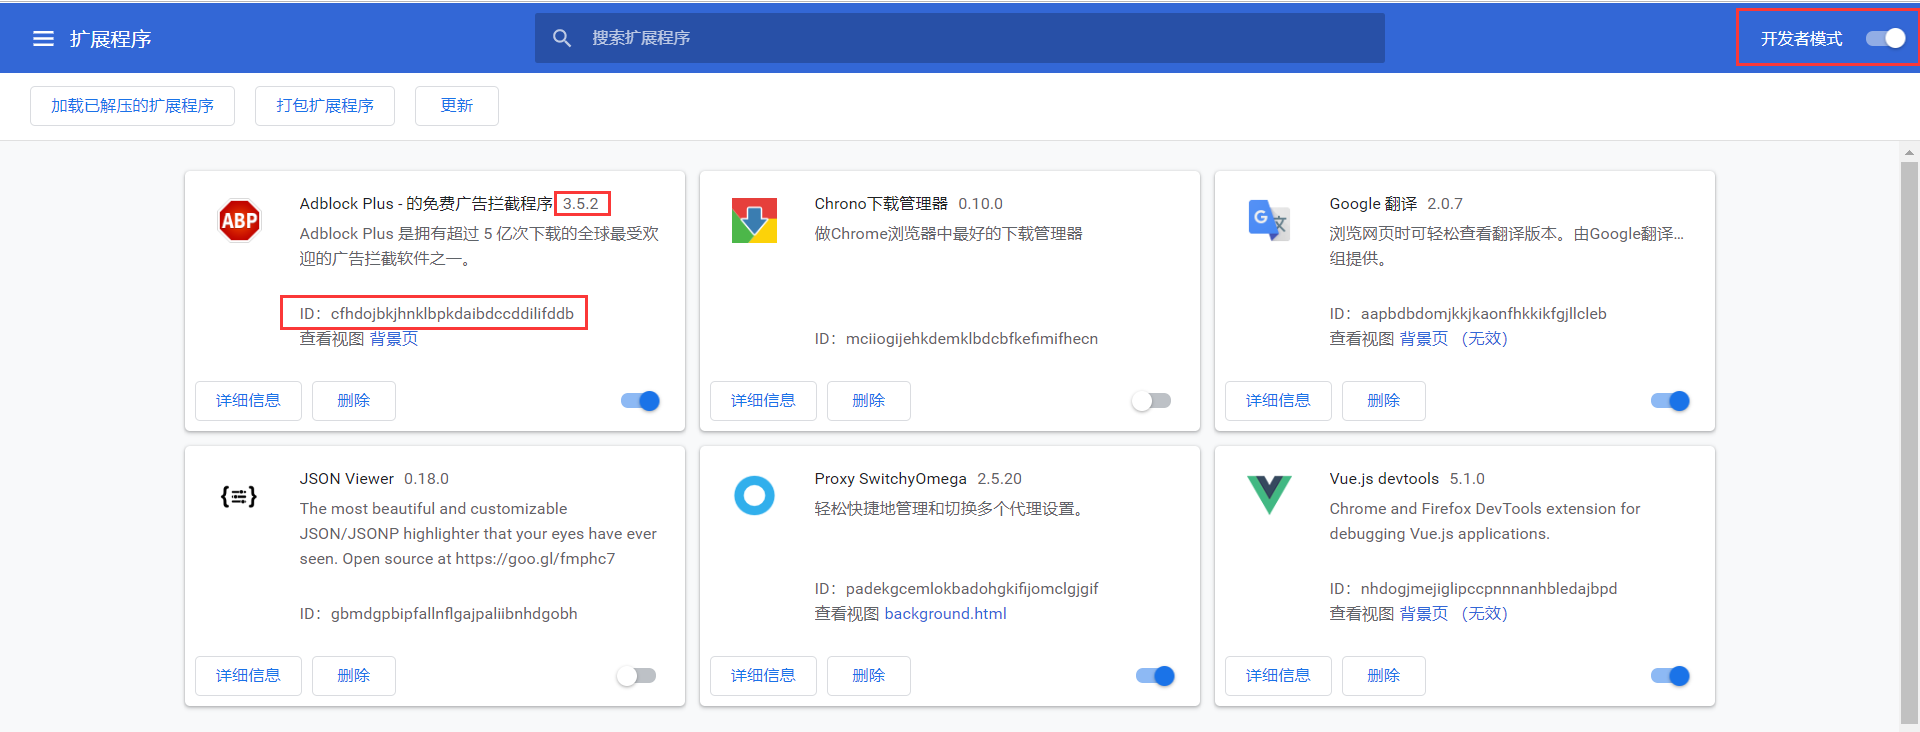 扩展程序
搜索扩展程序
开发者模式
加载已解压的扩展程序
打包扩展程序
更新
ABP
Adblock Plus - 的免费广告拦截程序 3.5.2
Adblock Plus 是拥有超过 5 亿次下载的全球最受欢
迎的广告拦截软件之一。
ID：cfhdojbkjhnklbpkdaibdccddilifddb
查看视图 背景页
详细信息
删除
Chrono下载管理器 0.10.0
做Chrome浏览器中最好的下载管理器
ID：mciiogijehkdemklbdcbfkefimifhecn
详细信息
删除
G 文
Google 翻译 2.0.7
浏览网页时可轻松查看翻译版本。由Google翻译...
组提供。
ID：aapbdbdomjkkjkaonfhkkikfgjllcleb
查看视图 背景页 （无效）
详细信息
删除
JSON Viewer 0.18.0
The most beautiful and customizable
JSON/JSONP highlighter that your eyes have ever
seen. Open source at https://goo.gl/fmphc7
ID：gbmdgpbipfallnflgajpaliibnhdgobh
详细信息
删除
Proxy SwitchyOmega 2.5.20
轻松快捷地管理和切换多个代理设置。
ID：padekgcemlokbadohgkifijomclgjgif
查看视图 background.html
详细信息
删除
Vue.js devtools 5.1.0
Chrome and Firefox DevTools extension for
debugging Vue.js applications.
ID：nhdogjmejiglipccpnnnanhbledajbpd
查看视图 背景页 （无效）
详细信息
删除